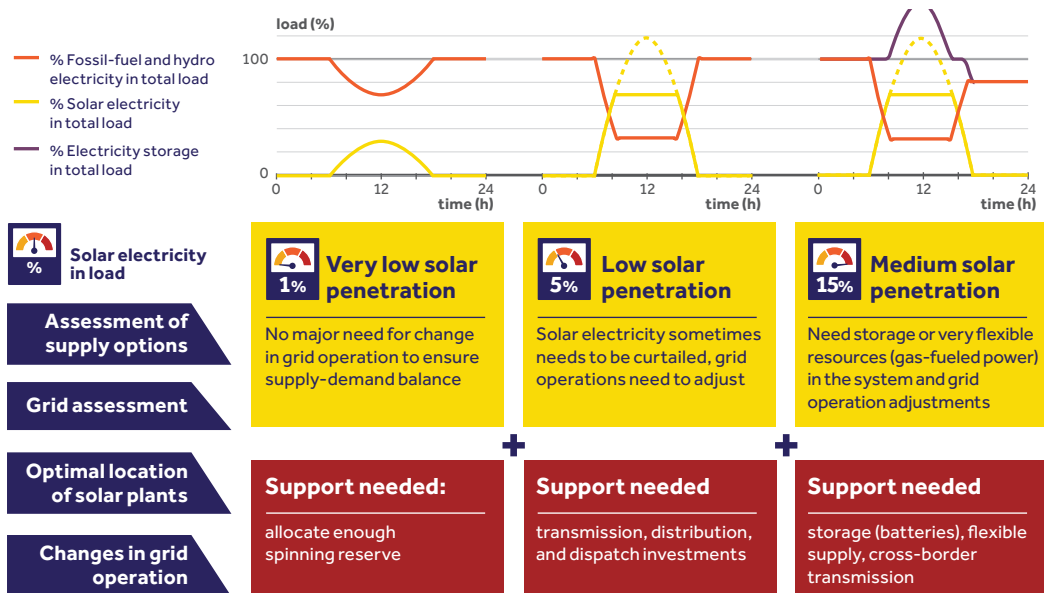 load (%)
% Fossil-fuel and hydro
electricity in total load
% Solar electricity
in total load
% Electricity storage
in total load
100
0
0
12
24
time (h)
0
12
24
time (h)
0
12
24
time (h)
%
Solar electricity
in load
Assessment of
supply options
Grid assessment
Optimal location
of solar plants
Changes in grid
operation
1%
Very low solar
penetration
No major need for change
in grid operation to ensure
supply-demand balance
5%
Low solar
penetration
Solar electricity sometimes
needs to be curtailed, grid
operations need to adjust
15%
Medium solar
penetration
Need storage or very flexible
resources (gas-fueled power)
in the system and grid
operation adjustments
+
+
Support needed:
allocate enough
spinning reserve
Support needed
transmission, distribution,
and dispatch investments
Support needed
storage (batteries), flexible
supply, cross-border
transmission